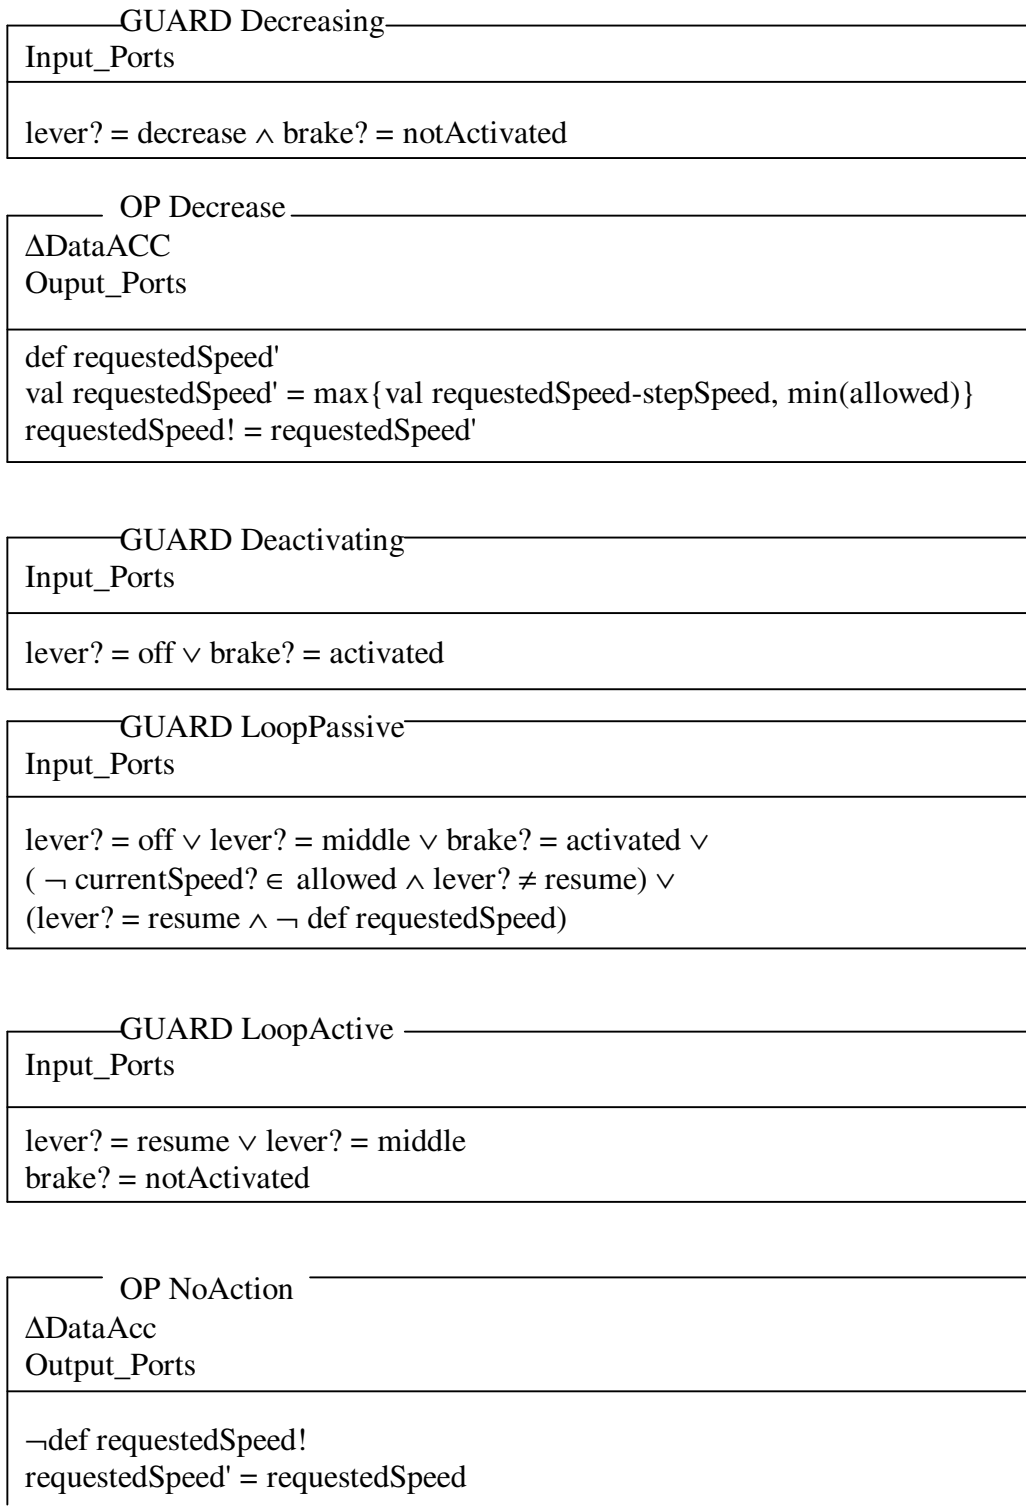 GUARD Decreasing
Input_Ports
lever? = decrease ∧ brake? = notActivated
OP Decrease
ΔDataACC
Ouput_Ports
def requestedSpeed'
val requestedSpeed' = max{val requestedSpeed-stepSpeed, min(allowed)}
requestedSpeed! = requestedSpeed'
GUARD Deactivating
Input_Ports
lever? = off ∨ brake? = activated
GUARD LoopPassive
Input_Ports
lever? = off ∨ lever? = middle ∨ brake? = activated ∨
( ¬ currentSpeed? ∈ allowed ∧ lever? ≠ resume) ∨
(lever? = resume ∧ ¬ def requestedSpeed)
GUARD LoopActive
Input_Ports
lever? = resume ∨ lever? = middle
brake? = notActivated
OP NoAction
ΔDataAcc
Output_Ports
¬def requestedSpeed!
requestedSpeed' = requestedSpeed